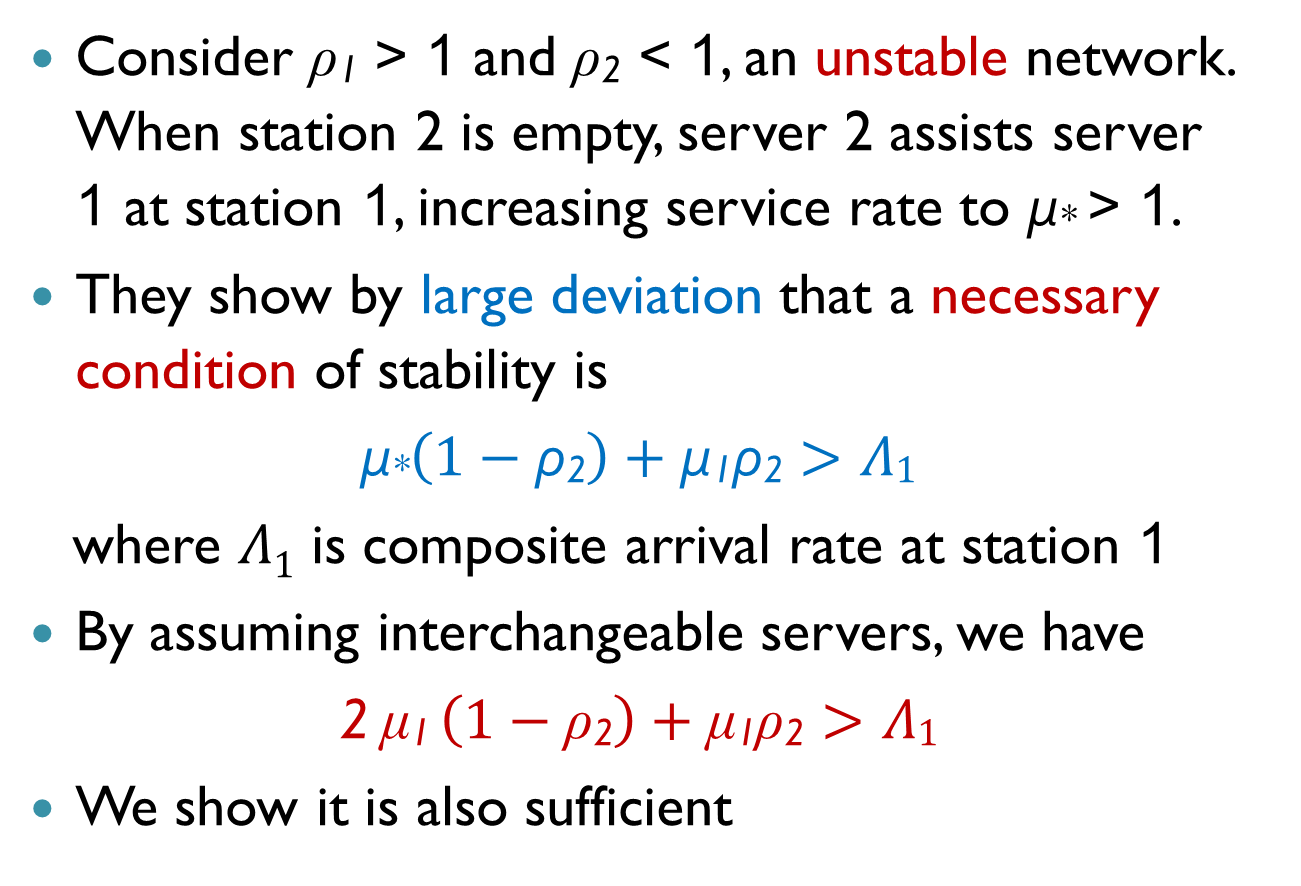 • Consider ρ₁ > 1 and ρ₂ < 1, an unstable network.
When station 2 is empty, server 2 assists server
1 at station 1, increasing service rate to μ* > 1.
• They show by large deviation that a necessary
condition of stability is
μ*(1 − ρ₂) + μ₁ρ₂ > Λ₁
where Λ₁ is composite arrival rate at station 1
• By assuming interchangeable servers, we have
2 μ₁ (1 − ρ₂) + μ₁ρ₂ > Λ₁
• We show it is also sufficient